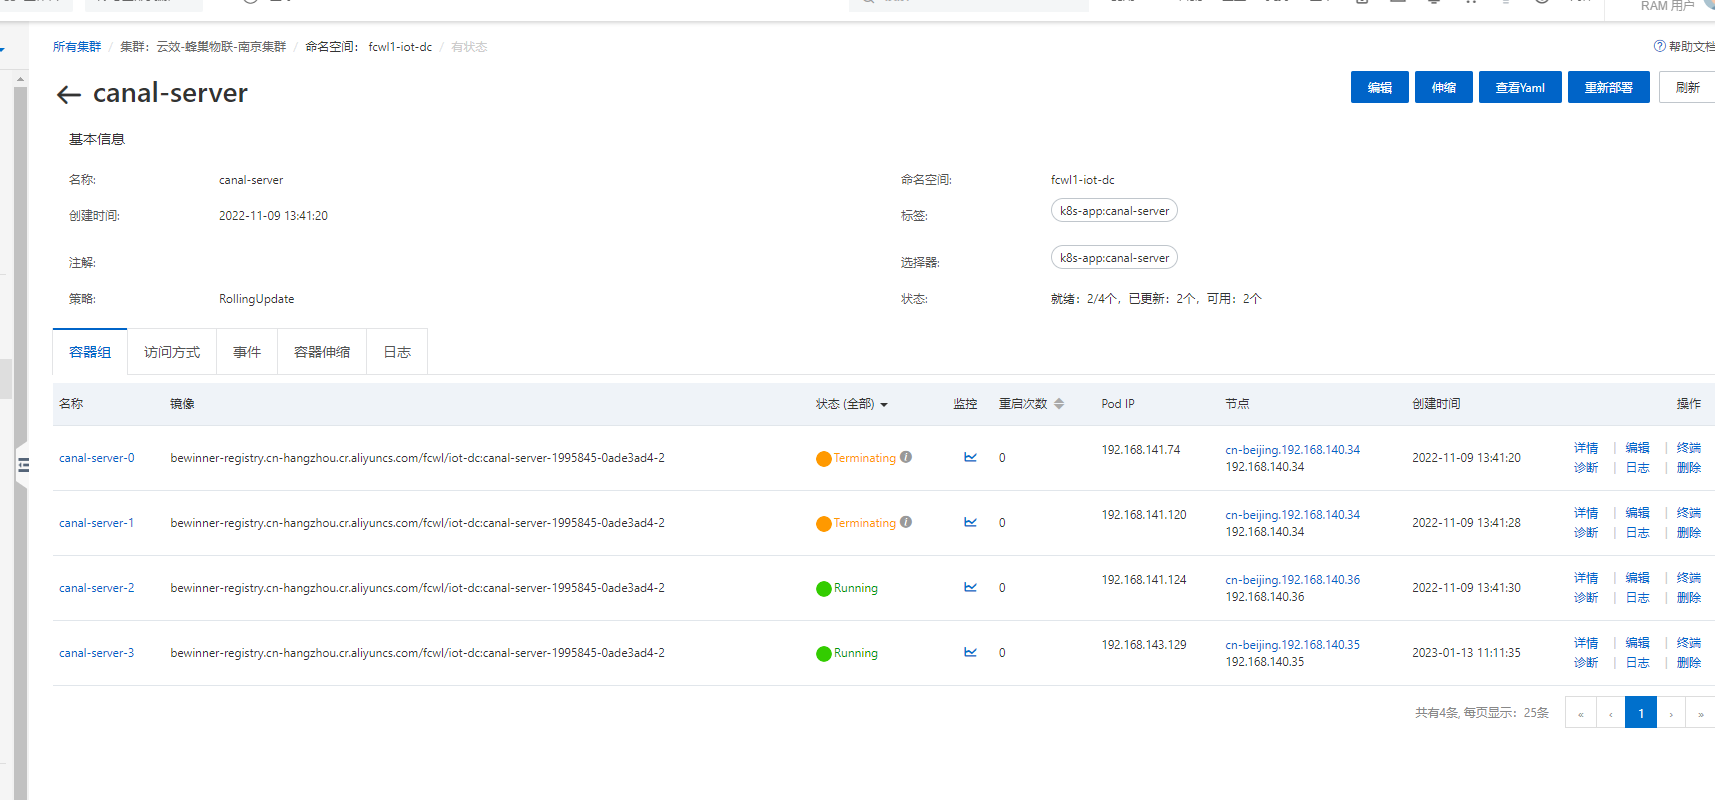 RAM 用户
所有集群 / 集群：云效-蜂巢物联-南京集群 / 命名空间： fcwl1-iot-dc / 有状态
帮助文档
canal-server
编辑
伸缩
查看Yaml
重新部署
刷新
基本信息
名称: canal-server 命名空间: fcwl1-iot-dc
创建时间: 2022-11-09 13:41:20 标签: k8s-app:canal-server
注解: 选择器: k8s-app:canal-server
策略: RollingUpdate 状态: 就绪：2/4个，已更新：2个，可用：2个
容器组 访问方式 事件 容器伸缩 日志
名称 镜像 状态 (全部) 监控 重启次数 Pod IP 节点 创建时间 操作
canal-server-0 bewinner-registry.cn-hangzhou.cr.aliyuncs.com/fcwl/iot-dc:canal-server-1995845-0ade3ad4-2 Terminating 0 192.168.141.74 cn-beijing.192.168.140.34 2022-11-09 13:41:20 详情 | 编辑 | 终端
192.168.140.34 诊断 | 日志 | 删除
canal-server-1 bewinner-registry.cn-hangzhou.cr.aliyuncs.com/fcwl/iot-dc:canal-server-1995845-0ade3ad4-2 Terminating 0 192.168.141.120 cn-beijing.192.168.140.34 2022-11-09 13:41:28 详情 | 编辑 | 终端
192.168.140.34 诊断 | 日志 | 删除
canal-server-2 bewinner-registry.cn-hangzhou.cr.aliyuncs.com/fcwl/iot-dc:canal-server-1995845-0ade3ad4-2 Running 0 192.168.141.124 cn-beijing.192.168.140.36 2022-11-09 13:41:30 详情 | 编辑 | 终端
192.168.140.36 诊断 | 日志 | 删除
canal-server-3 bewinner-registry.cn-hangzhou.cr.aliyuncs.com/fcwl/iot-dc:canal-server-1995845-0ade3ad4-2 Running 0 192.168.143.129 cn-beijing.192.168.140.35 2023-01-13 11:11:35 详情 | 编辑 | 终端
192.168.140.35 诊断 | 日志 | 删除
共有4条, 每页显示：25条 « ‹ 1 › »